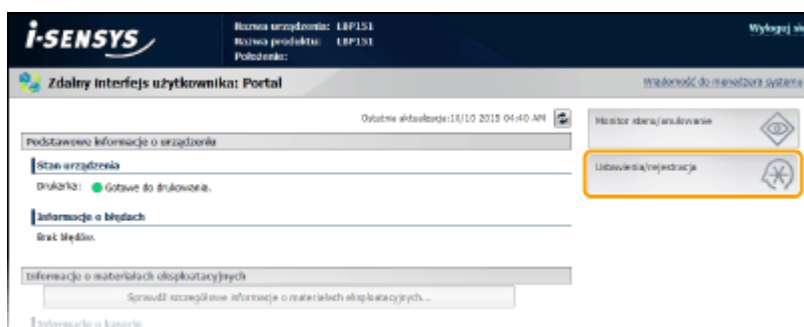 i-SENSYS
Nazwa urządzenia: LBP151
Nazwa produktu: LBP151
Położenie:
Wyloguj się
Zdalny interfejs użytkownika: Portal
Wiadomość do menedżera systemu
Ostatnia aktualizacja:10/10 2015 04:40 AM
Podstawowe informacje o urządzeniu
Stan urządzenia
Drukarka: Gotowe do drukowania.
Informacje o błędach
Brak błędów.
Informacje o materiałach eksploatacyjnych
Sprawdź szczegółowe informacje o materiałach eksploatacyjnych...
Informacje o kasecie
Monitor stanu/anulowanie
Ustawienia/rejestracja